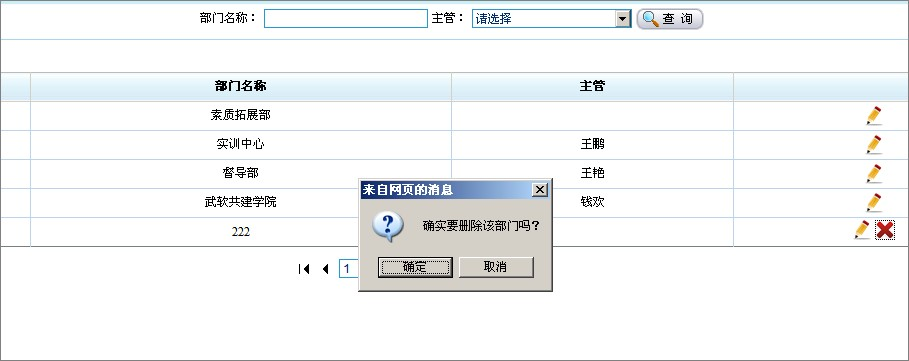 部门名称： 主管： 请选择 查 询
部门名称 主管
素质拓展部
实训中心 王鹏
督导部 王艳
武软共建学院 钱欢
222
来自网页的消息
确实要删除该部门吗?
1
确定 取消